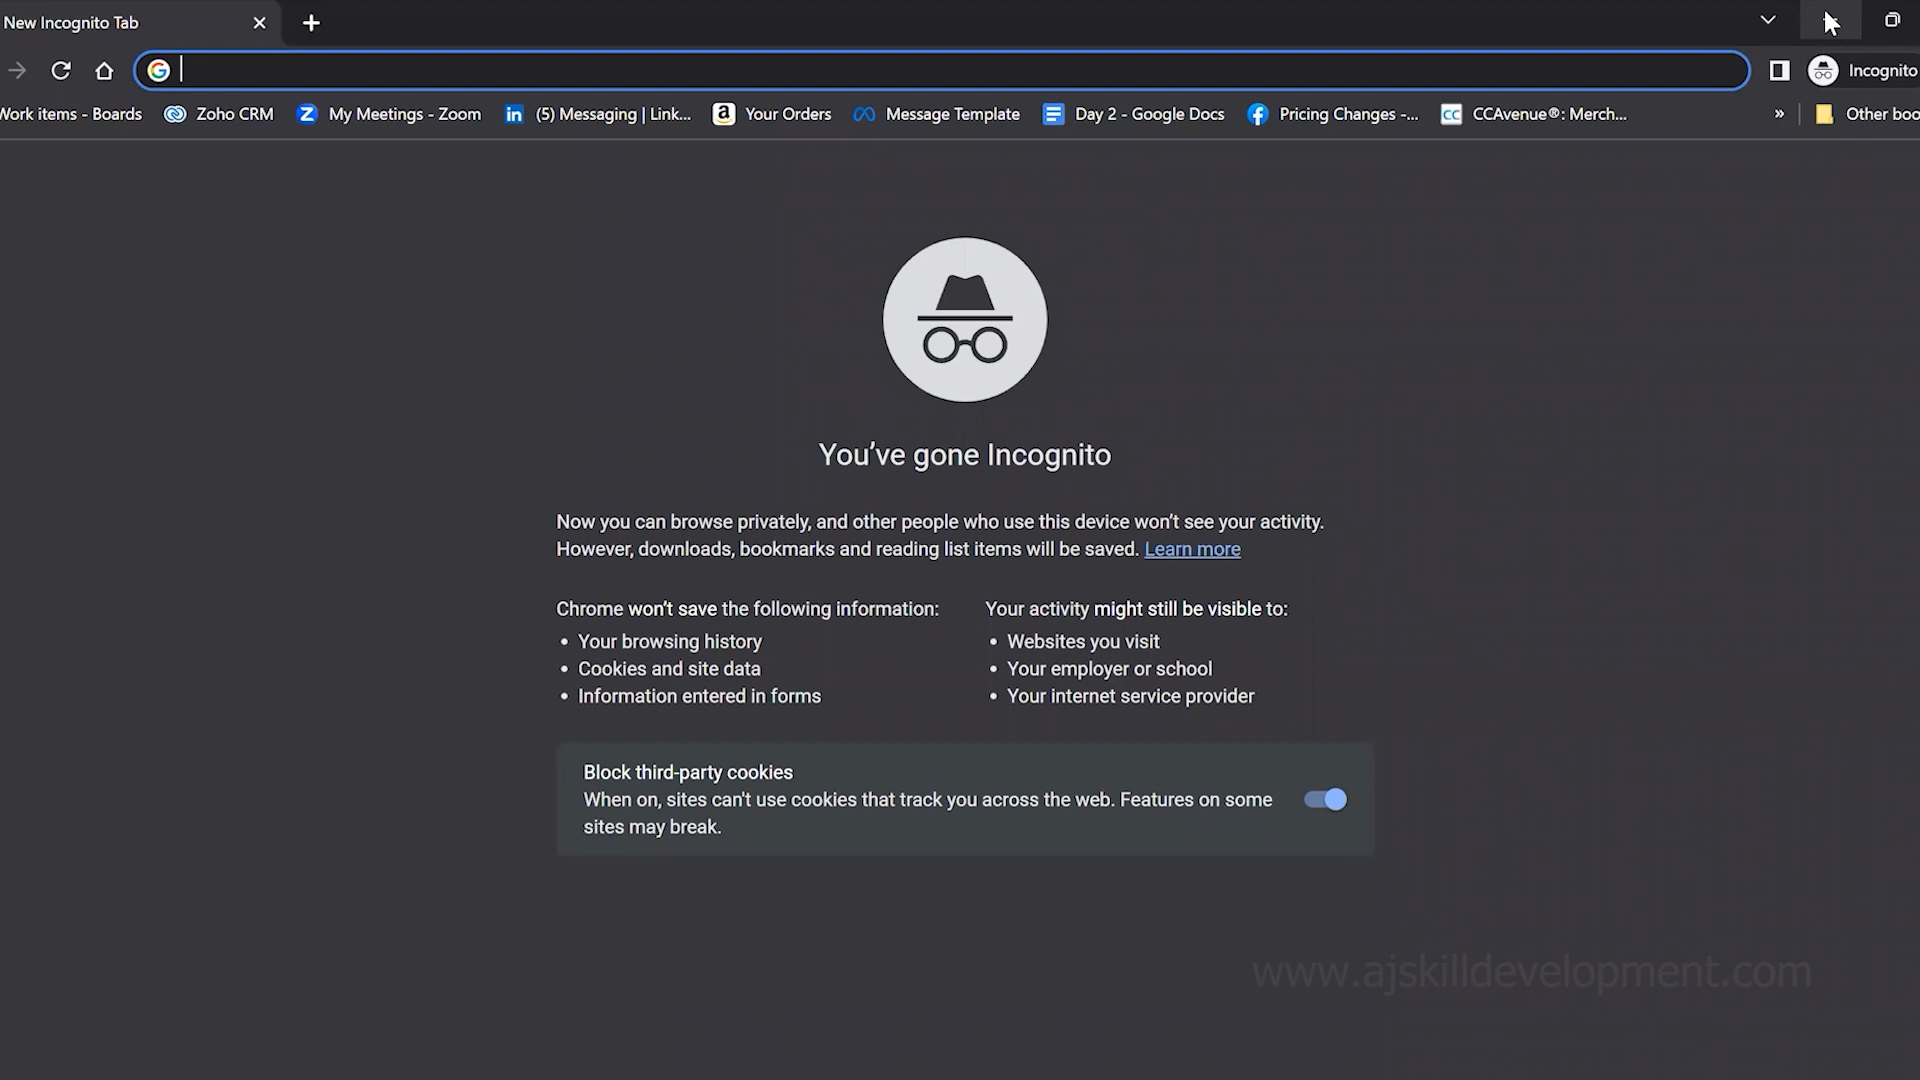 New Incognito Tab
Incognito
Work items - Boards
Zoho CRM
My Meetings - Zoom
(5) Messaging | Link...
Your Orders
Message Template
Day 2 - Google Docs
Pricing Changes -...
CC
CCAvenue®: Merch...
»
Other boo
You've gone Incognito
Now you can browse privately, and other people who use this device won't see your activity.
However, downloads, bookmarks and reading list items will be saved. Learn more
Chrome won't save the following information:
• Your browsing history
• Cookies and site data
• Information entered in forms
Your activity might still be visible to:
• Websites you visit
• Your employer or school
• Your internet service provider
Block third-party cookies
When on, sites can't use cookies that track you across the web. Features on some
sites may break.
www.ajskilldevelopment.com